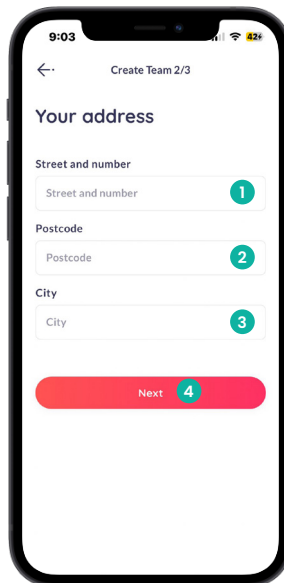 9:03 42
Create Team 2/3
Your address
Street and number
Street and number 1
Postcode
Postcode 2
City
City 3
Next 4